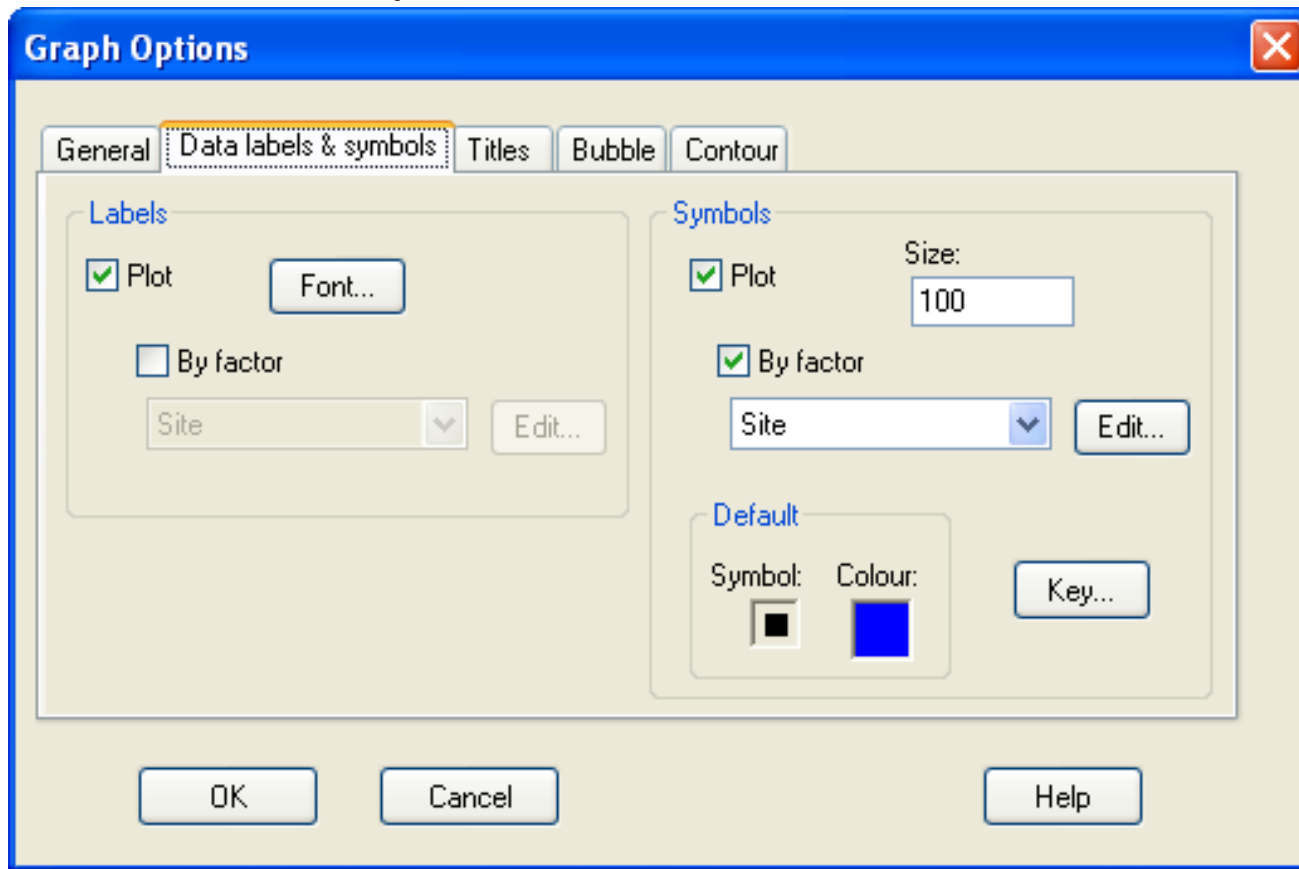 Graph Options
General Data labels & symbols Titles Bubble Contour
Labels
Plot Font...
By factor
Site Edit...
Symbols
Size:
Plot 100
By factor
Site Edit...
Default
Symbol: Colour: Key...
OK Cancel Help